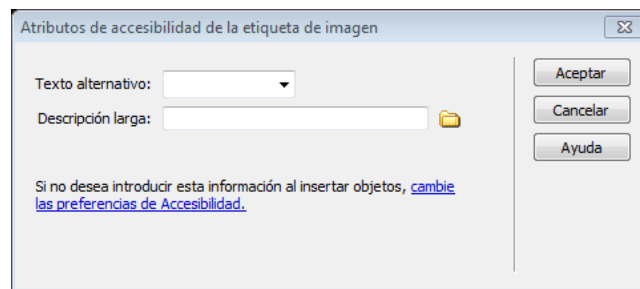 Atributos de accesibilidad de la etiqueta de imagen
Texto alternativo:
Descripción larga:
Si no desea introducir esta información al insertar objetos, cambie
las preferencias de Accesibilidad.
Aceptar
Cancelar
Ayuda